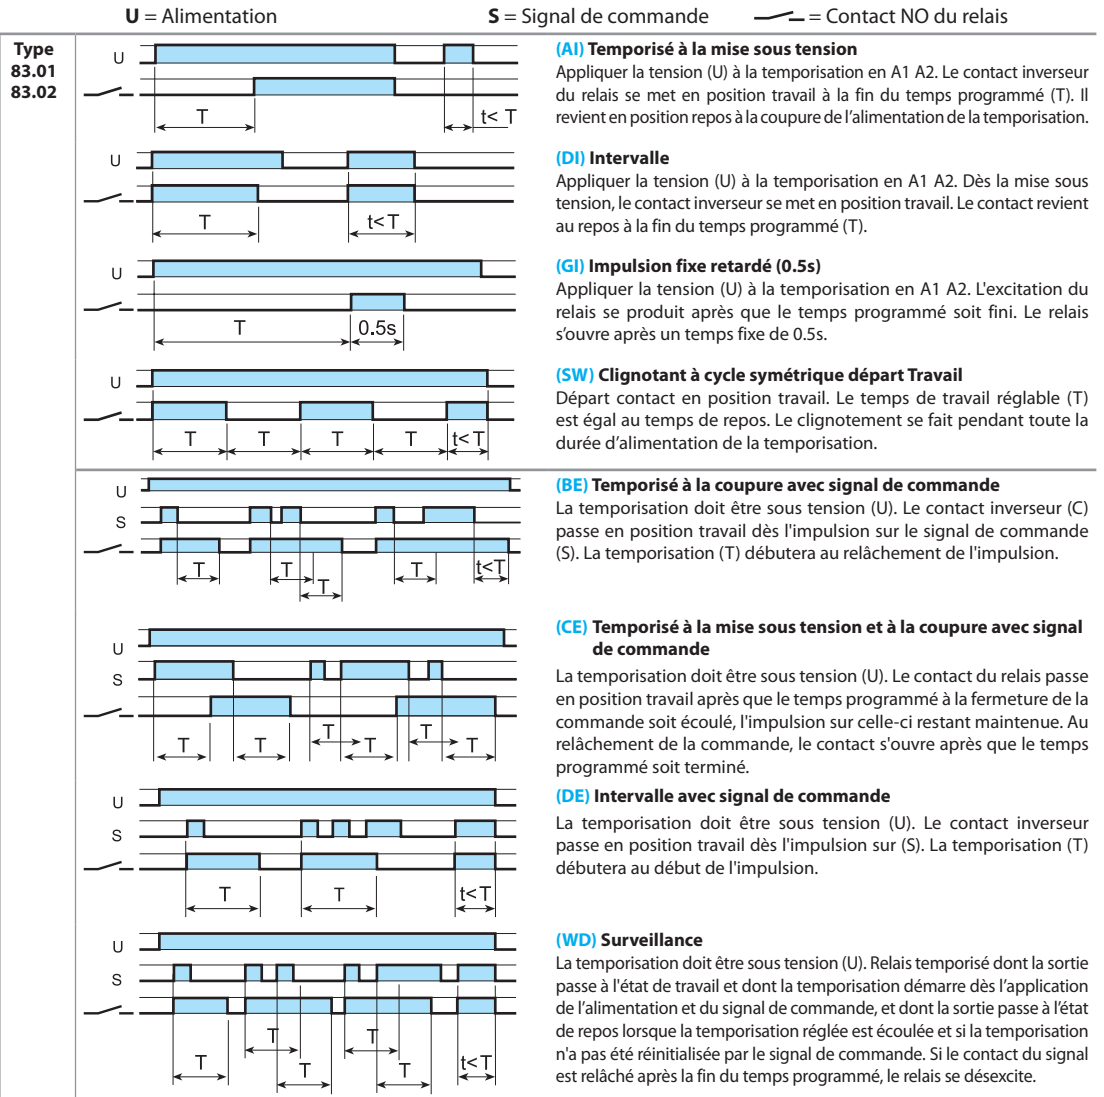 U = Alimentation
S = Signal de commande
= Contact NO du relais
Type
83.01
83.02
U
T
t< T
(AI) Temporisé à la mise sous tension
Appliquer la tension (U) à la temporisation en A1 A2. Le contact inverseur
du relais se met en position travail à la fin du temps programmé (T). Il
revient en position repos à la coupure de l’alimentation de la temporisation.
U
T
t<T
(DI) Intervalle
Appliquer la tension (U) à la temporisation en A1 A2. Dès la mise sous
tension, le contact inverseur se met en position travail. Le contact revient
au repos à la fin du temps programmé (T).
U
T
0.5s
(GI) Impulsion fixe retardé (0.5s)
Appliquer la tension (U) à la temporisation en A1 A2. L'excitation du
relais se produit après que le temps programmé soit fini. Le relais
s’ouvre après un temps fixe de 0.5s.
U
T T T T t<T
(SW) Clignotant à cycle symétrique départ Travail
Départ contact en position travail. Le temps de travail réglable (T)
est égal au temps de repos. Le clignotement se fait pendant toute la
durée d’alimentation de la temporisation.
U
S
T T T T t<T
(BE) Temporisé à la coupure avec signal de commande
La temporisation doit être sous tension (U). Le contact inverseur (C)
passe en position travail dès l'impulsion sur le signal de commande
(S). La temporisation (T) débutera au relâchement de l'impulsion.
U
S
T T T T T T
(CE) Temporisé à la mise sous tension et à la coupure avec signal
de commande
La temporisation doit être sous tension (U). Le contact du relais passe
en position travail après que le temps programmé à la fermeture de la
commande soit écoulé, l'impulsion sur celle-ci restant maintenue. Au
relâchement de la commande, le contact s'ouvre après que le temps
programmé soit terminé.
U
S
T T t<T
(DE) Intervalle avec signal de commande
La temporisation doit être sous tension (U). Le contact inverseur
passe en position travail dès l'impulsion sur (S). La temporisation (T)
débutera au début de l'impulsion.
U
S
T T T T T t<T
(WD) Surveillance
La temporisation doit être sous tension (U). Relais temporisé dont la sortie
passe à l'état de travail et dont la temporisation démarre dès l’application
de l’alimentation et du signal de commande, et dont la sortie passe à l’état
de repos lorsque la temporisation réglée est écoulée et si la temporisation
n'a pas été réinitialisée par le signal de commande. Si le contact du signal
est relâché après la fin du temps programmé, le relais se désexcite.